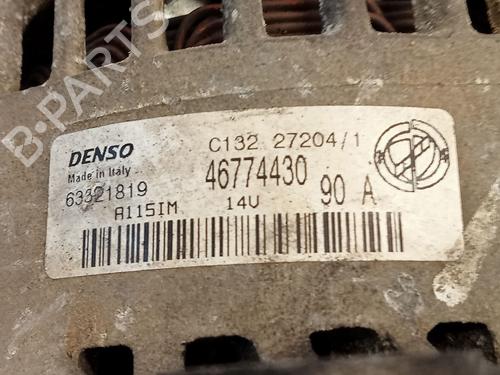 B-PARTS
DENSO
Made in Italy
63321819
A115IM
C132 27204/1
46774430
14V
90 A